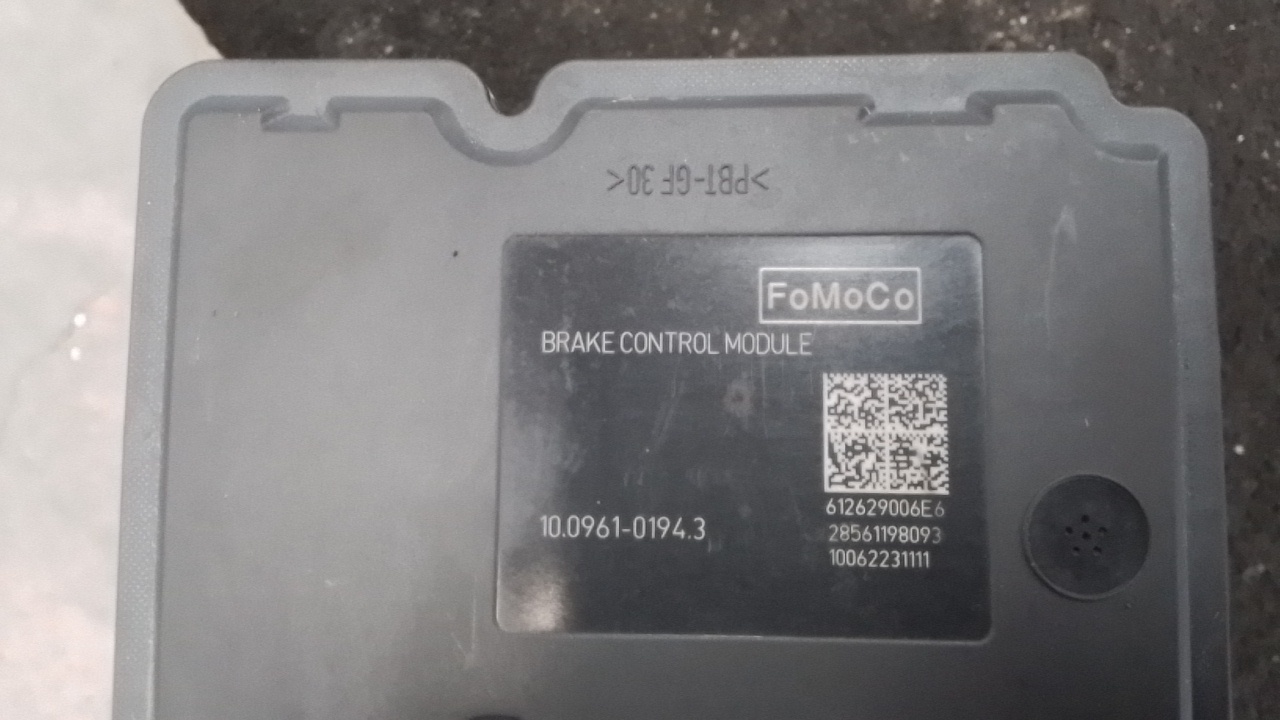 >PBT-GF 30<
FoMoCo
BRAKE CONTROL MODULE
612629006E6
10.0961-0194.3
28561198093
10062231111